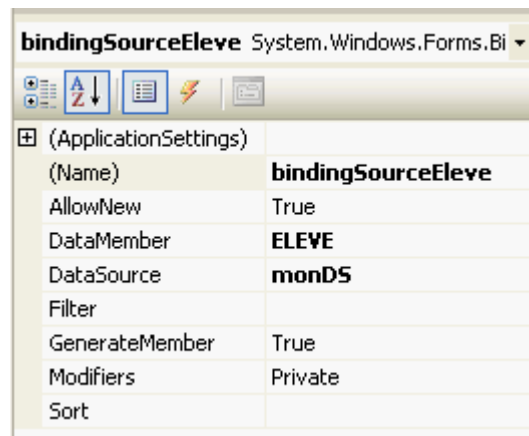 bindingSourceEleve System.Windows.Forms.Bi
(ApplicationSettings)
(Name) bindingSourceEleve
AllowNew True
DataMember ELEVE
DataSource monDS
Filter
GenerateMember True
Modifiers Private
Sort